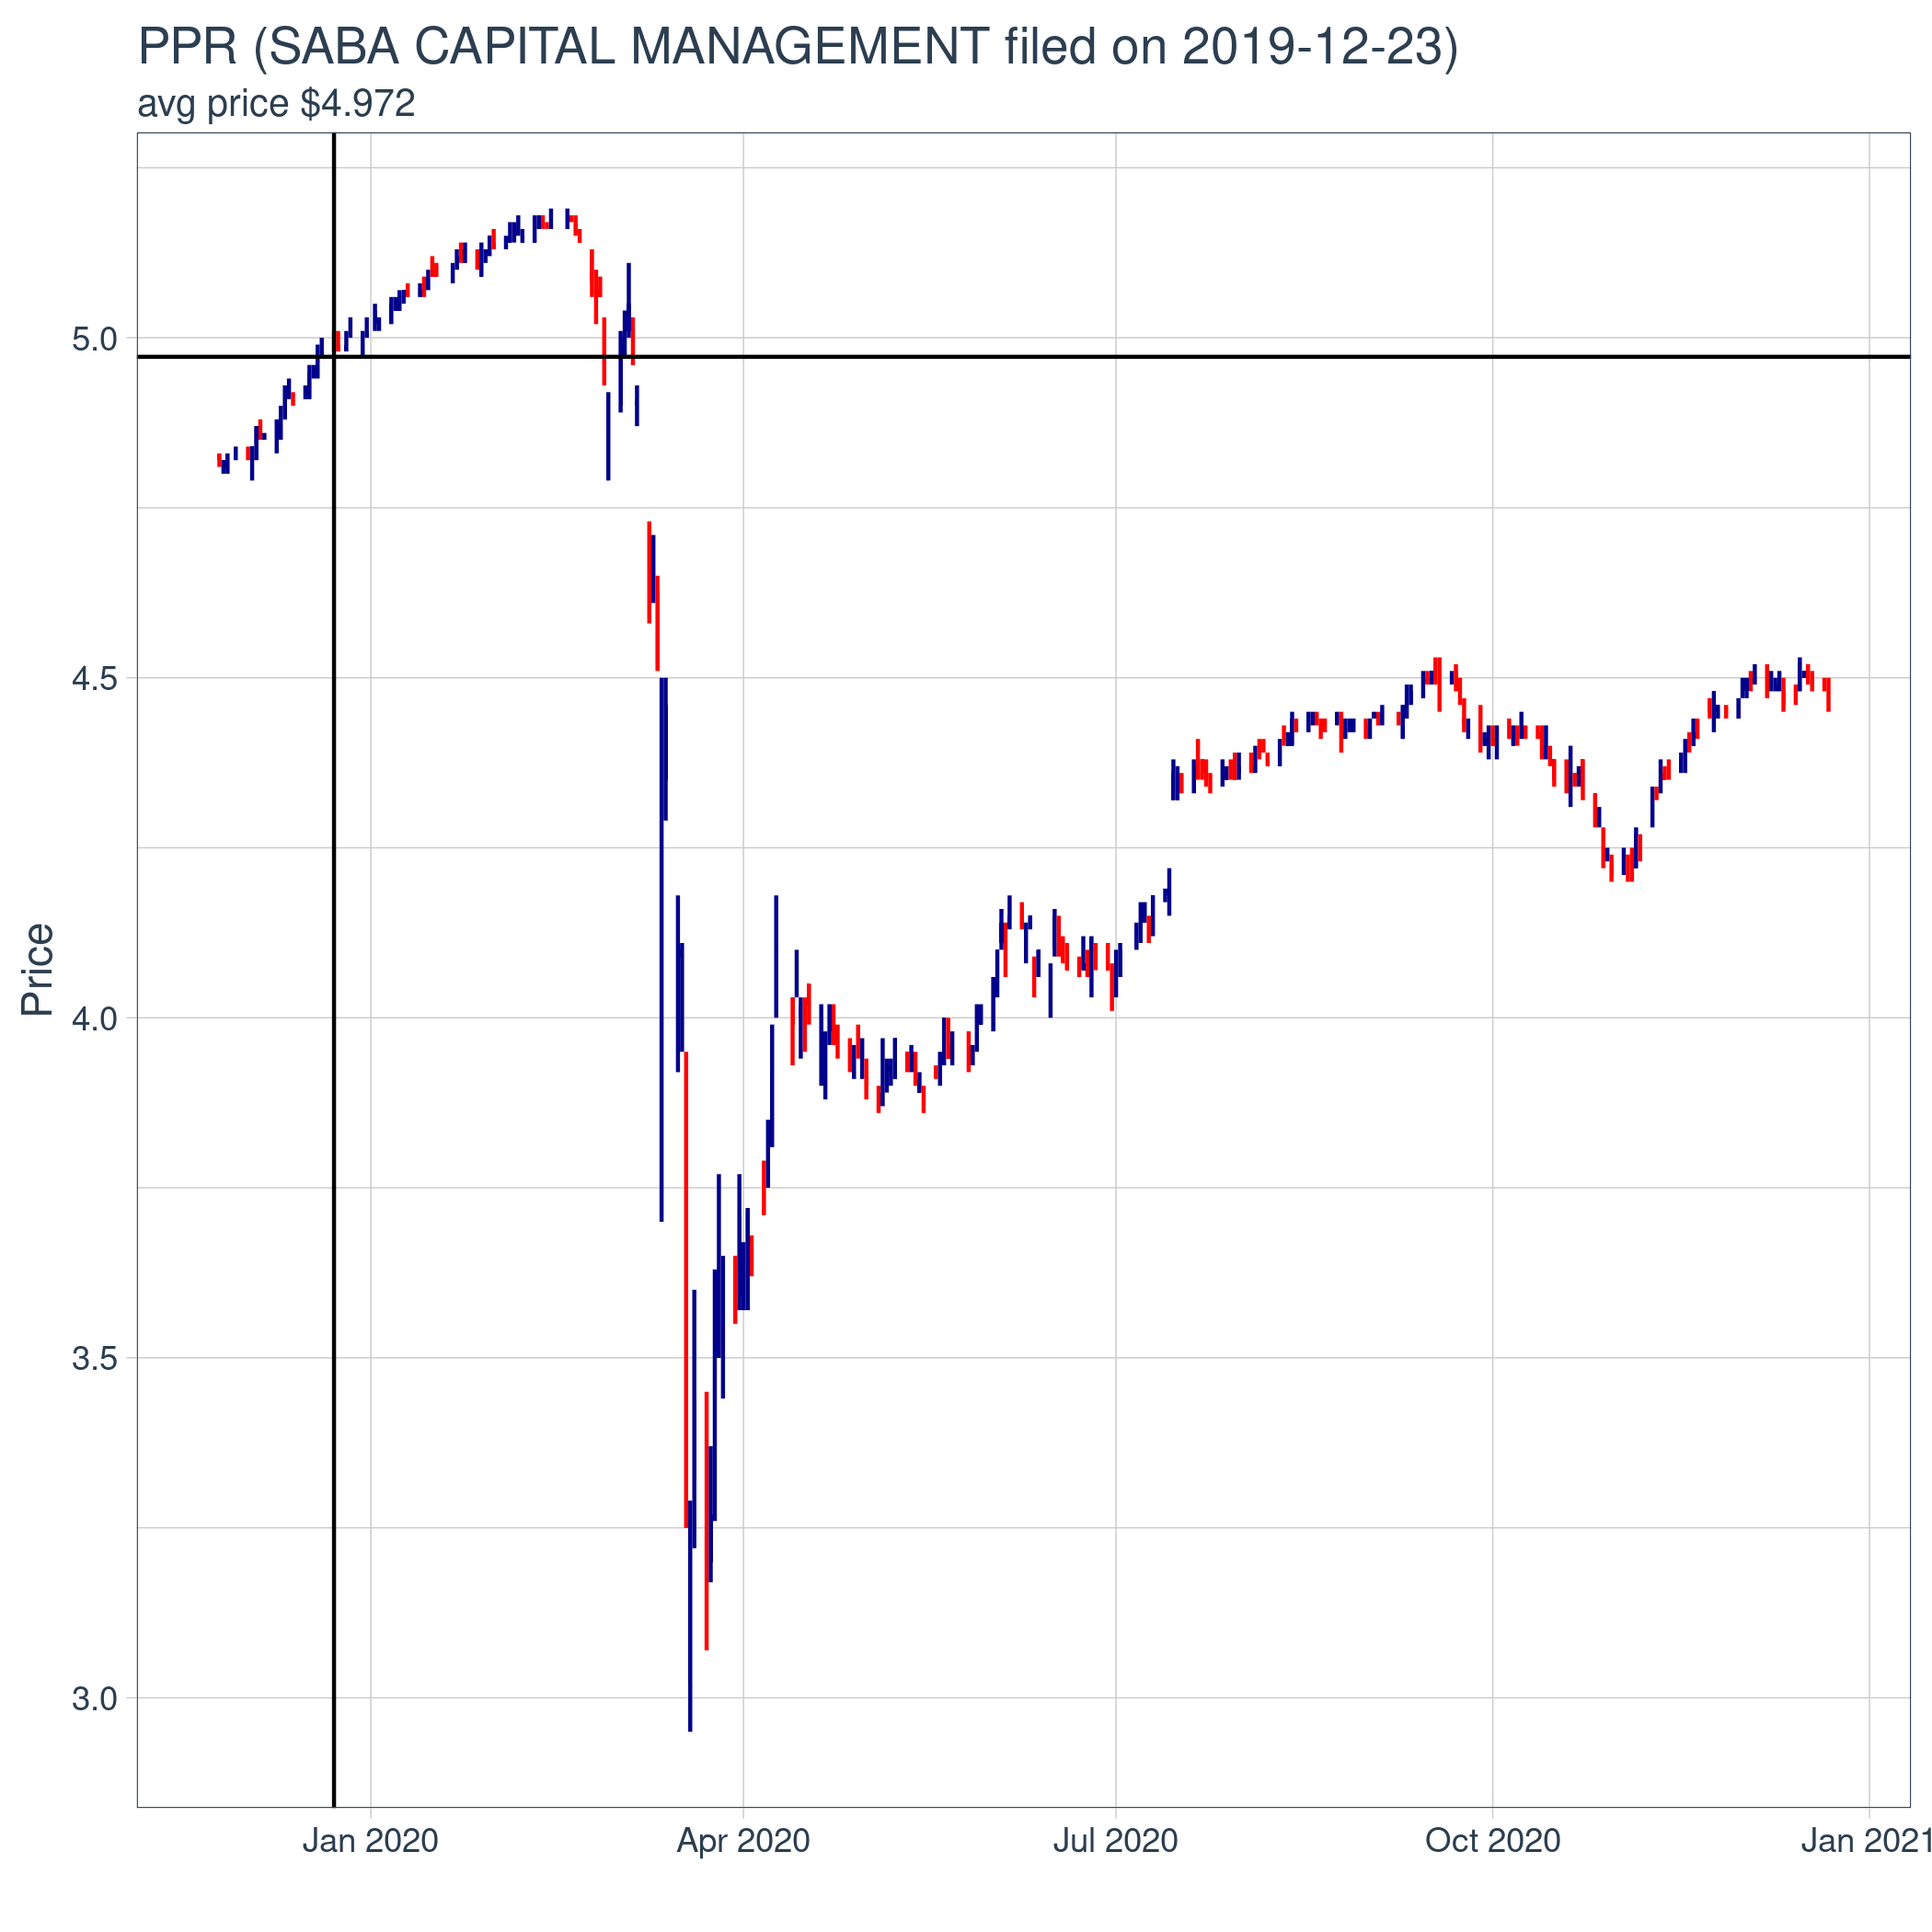 PPR (SABA CAPITAL MANAGEMENT filed on 2019-12-23)
avg price $4.972
Price
5.0
4.5
4.0
3.5
3.0
Jan 2020
Apr 2020
Jul 2020
Oct 2020
Jan 2021